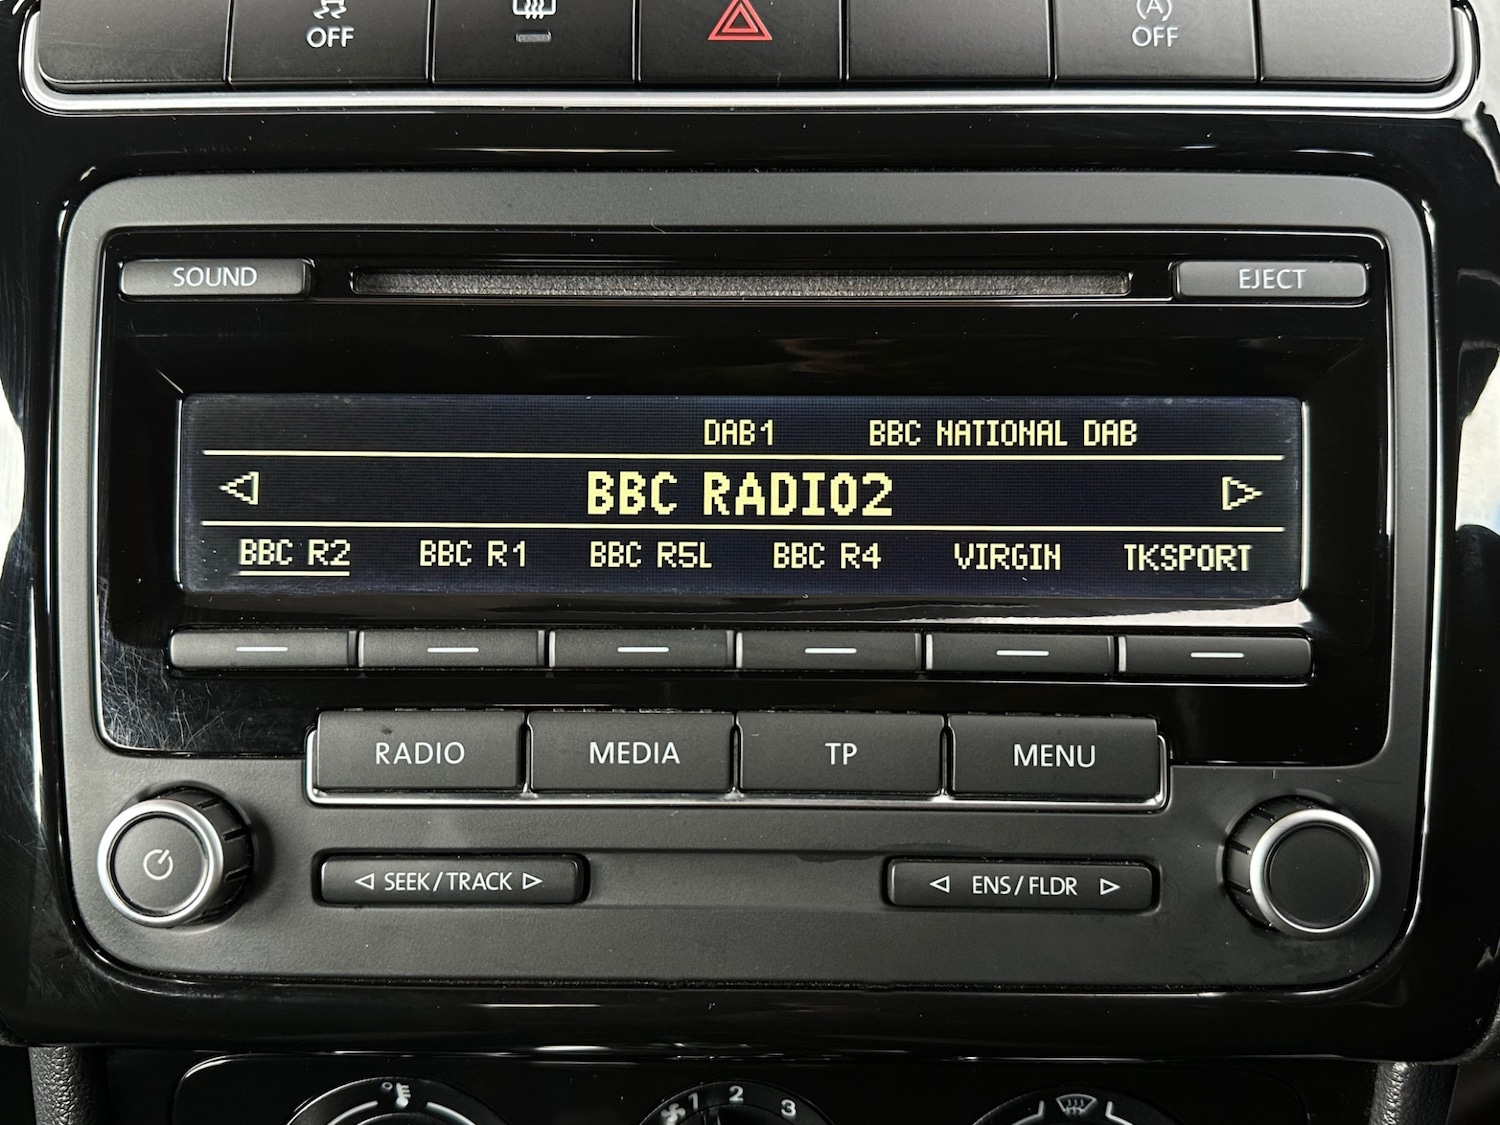 OFF
(A)
OFF
SOUND
EJECT
DAB1 BBC NATIONAL DAB
BBC RADIO2
BBC R2 BBC R1 BBC R5L BBC R4 VIRGIN TKSPORT
RADIO MEDIA TP MENU
SEEK/TRACK
ENS/FLDR
1 2 3